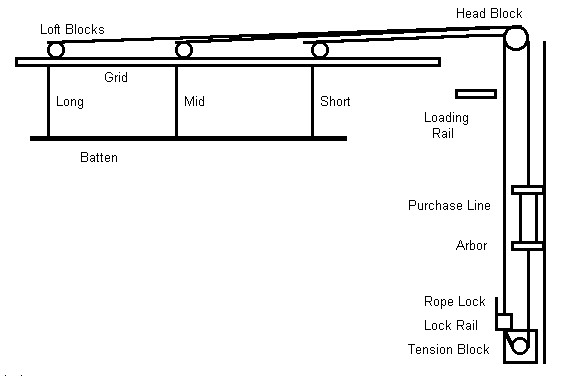 Head Block
Loft Blocks
Grid
Long
Mid
Short
Loading
Rail
Batten
Purchase Line
Arbor
Rope Lock
Lock Rail
Tension Block